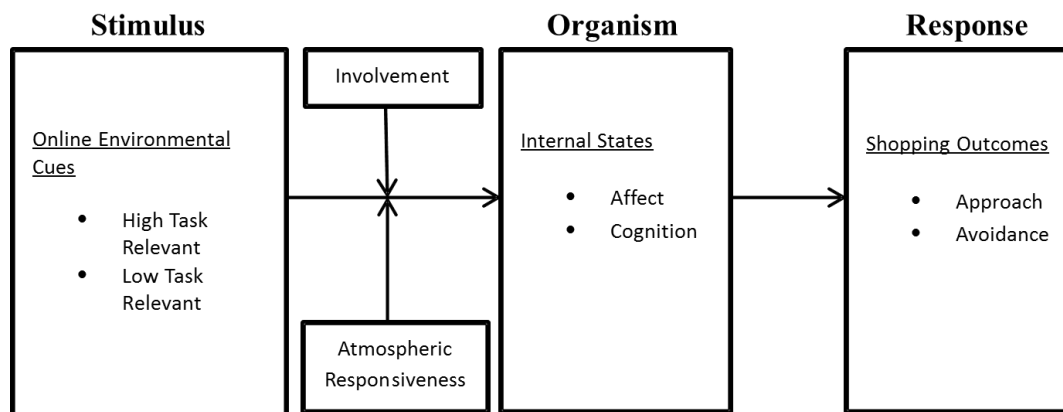 Stimulus
Online Environmental
Cues
• High Task
Relevant
• Low Task
Relevant
Involvement
Atmospheric
Responsiveness
Organism
Internal States
• Affect
• Cognition
Response
Shopping Outcomes
• Approach
• Avoidance